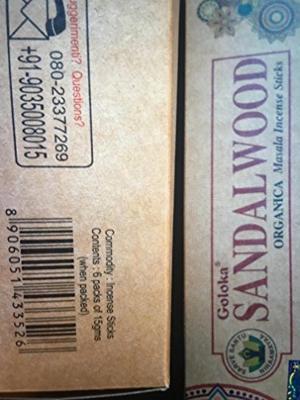 uggerimenti? Questions?
080-23377269
+91-9035008015
Commodity : Incense Sticks
Contents : 6 packs of 15gms
(when packed)
8 906051 433526
Goloka®
SANDALWOOD
ORGANICA Masala Incense Sticks